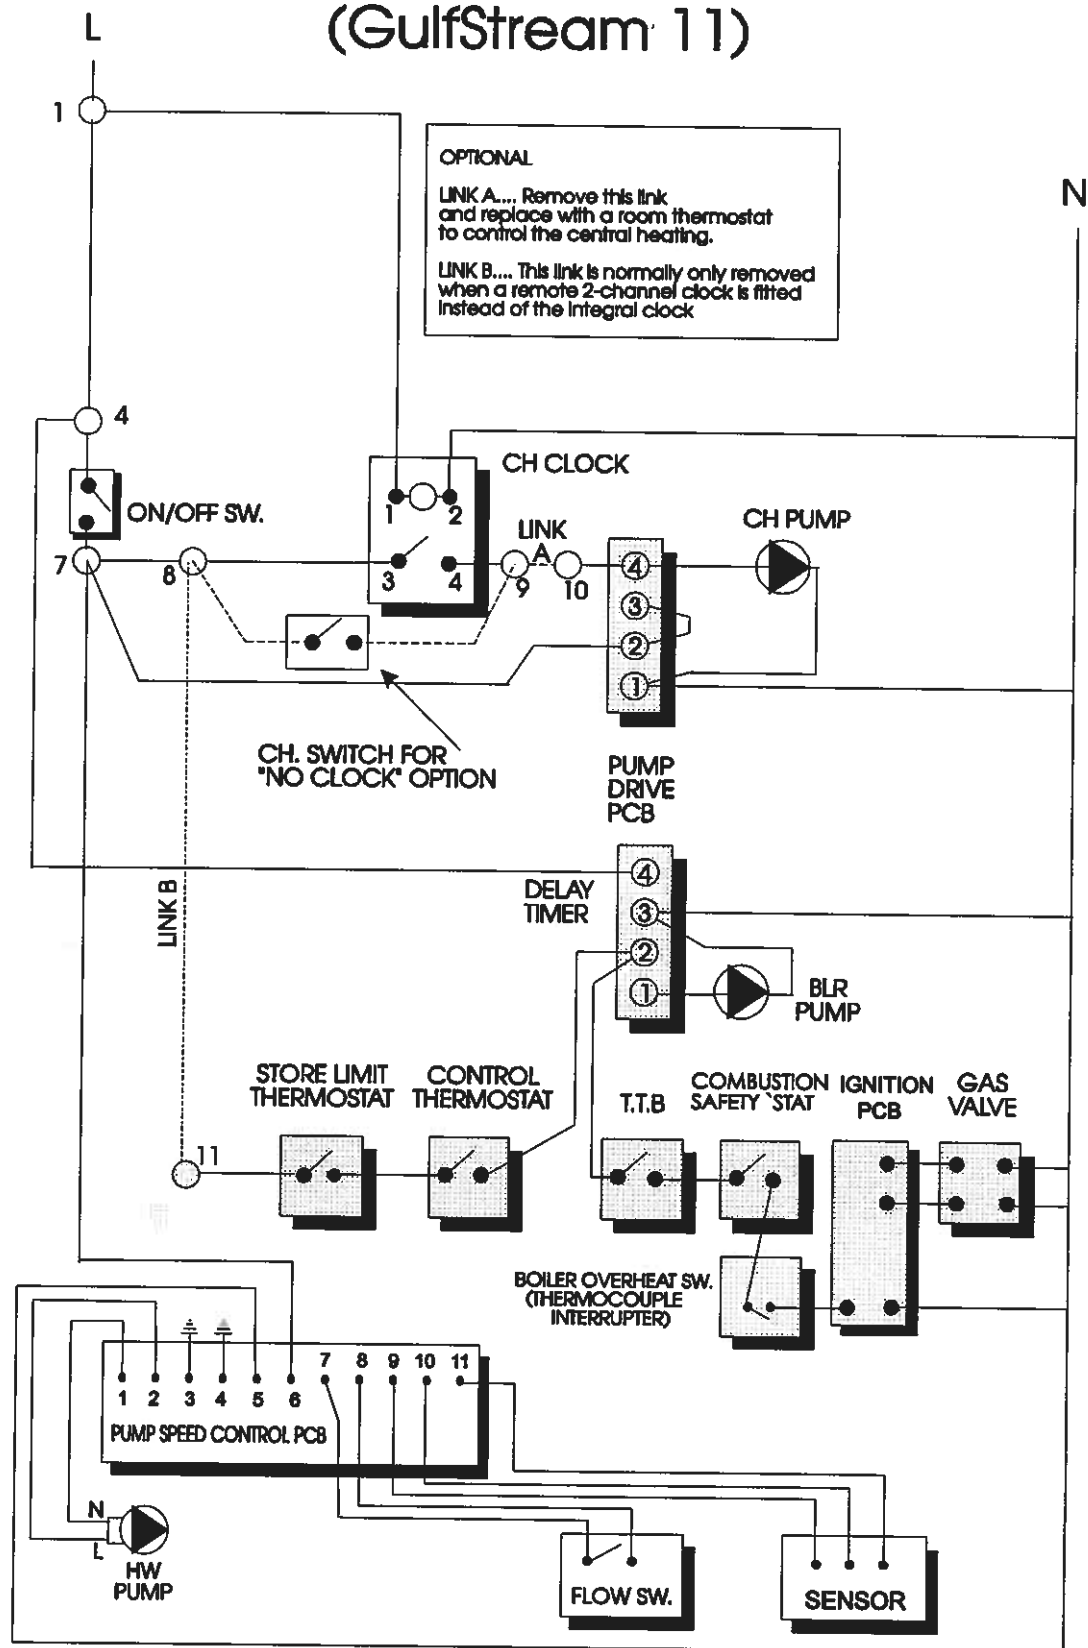 (GulfStream 11)
L
1
OPTIONAL
LINK A.... Remove this link
and replace with a room thermostat
to control the central heating.
LINK B.... This link is normally only removed
when a remote 2-channel clock is fitted
instead of the integral clock
N
4
ON/OFF SW.
CH CLOCK
1 2
3 4
LINK
A
CH PUMP
7
8
9
10
4
3
2
1
CH. SWITCH FOR
"NO CLOCK" OPTION
PUMP
DRIVE
PCB
DELAY
TIMER
4
3
2
1
LINK B
BLR
PUMP
STORE LIMIT
THERMOSTAT
CONTROL
THERMOSTAT
T.T.B
COMBUSTION
SAFETY `STAT
IGNITION
PCB
GAS
VALVE
11
BOILER OVERHEAT SW.
(THERMOCOUPLE
INTERRUPTER)
1 2 3 4 5 6 7 8 9 10 11
PUMP SPEED CONTROL PCB
N
L
HW
PUMP
FLOW SW.
SENSOR